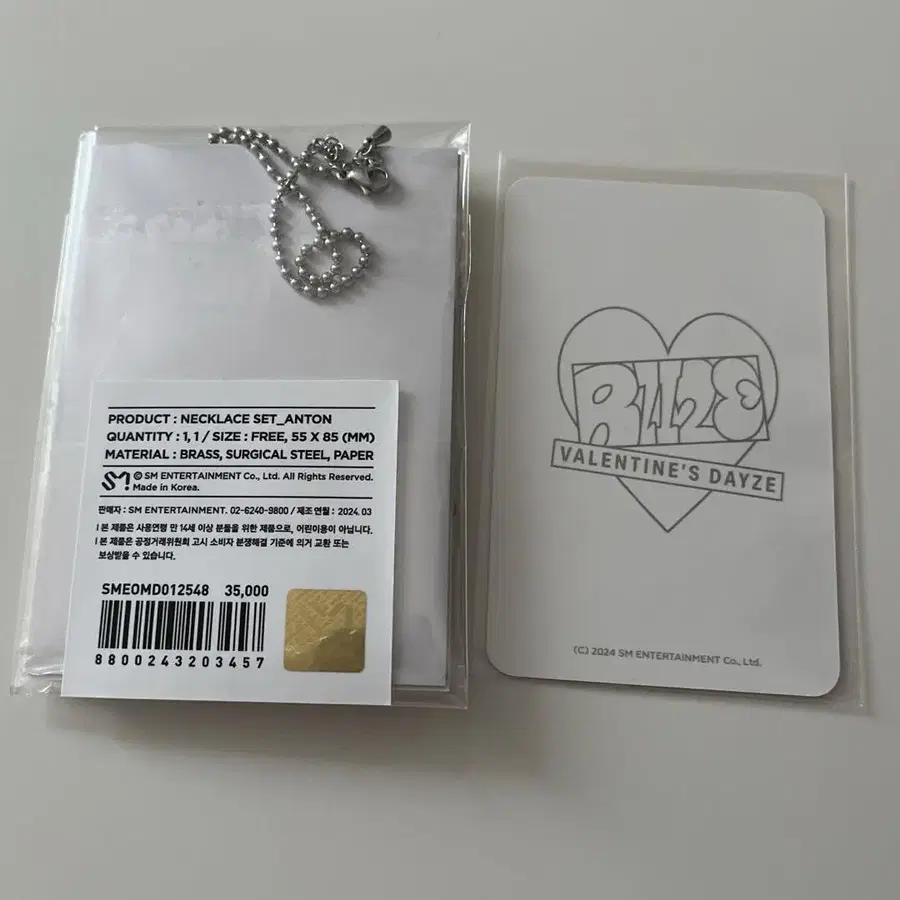 PRODUCT : NECKLACE SET_ANTON
QUANTITY : 1, 1 / SIZE : FREE, 55 X 85 (MM)
MATERIAL : BRASS, SURGICAL STEEL, PAPER
SM © SM ENTERTAINMENT Co., Ltd. All Rights Reserved.
Made in Korea.
판매자 : SM ENTERTAINMENT. 02-6240-9800 / 제조 연월 : 2024. 03
본 제품은 사용연령 만 14세 이상 분들을 위한 제품으로, 어린이용이 아닙니다.
본 제품은 공정거래위원회 고시 소비자 분쟁해결 기준에 의거 교환 또는
보상받을 수 있습니다.
SMEOMD012548 35,000
8800243203457
RIIZE
VALENTINE'S DAYZE
(C) 2024 SM ENTERTAINMENT Co., Ltd.